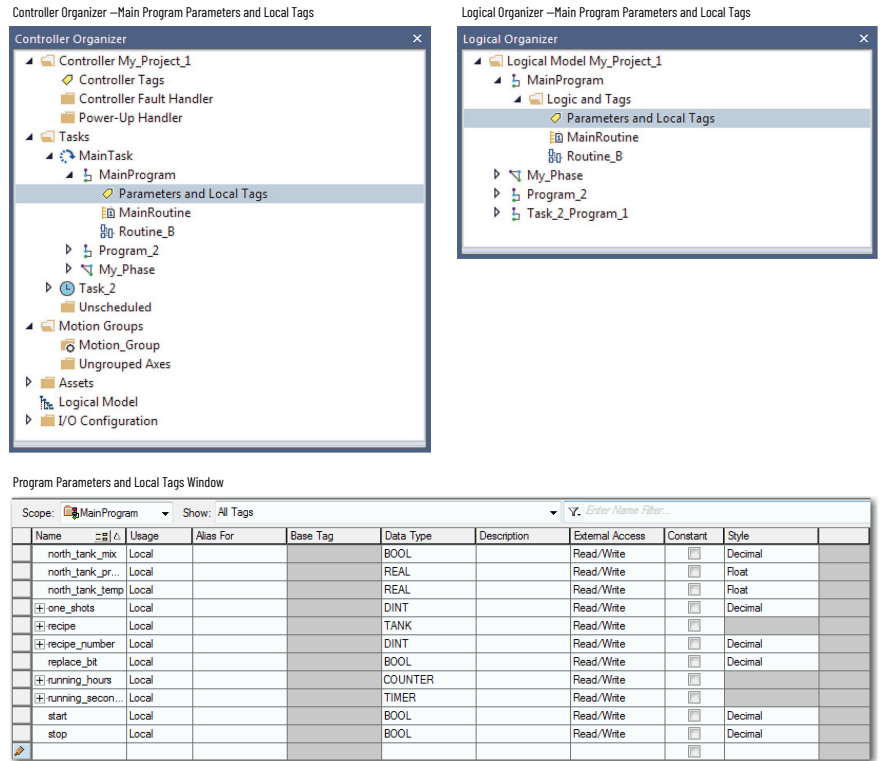 Controller Organizer –Main Program Parameters and Local Tags
Controller Organizer
Controller My_Project_1
Controller Tags
Controller Fault Handler
Power-Up Handler
Tasks
MainTask
MainProgram
Parameters and Local Tags
MainRoutine
Routine_B
Program_2
My_Phase
Task_2
Unscheduled
Motion Groups
Motion_Group
Ungrouped Axes
Assets
Logical Model
I/O Configuration
Logical Organizer –Main Program Parameters and Local Tags
Logical Organizer
Logical Model My_Project_1
MainProgram
Logic and Tags
Parameters and Local Tags
MainRoutine
Routine_B
My_Phase
Program_2
Task_2_Program_1
Program Parameters and Local Tags Window
Scope: MainProgram Show: All Tags Enter Name Filter...
Name Usage Alias For Base Tag Data Type Description External Access Constant Style
north_tank_mix Local BOOL Read/Write Decimal
north_tank_pr... Local REAL Read/Write Float
north_tank_temp Local REAL Read/Write Float
one_shots Local DINT Read/Write Decimal
recipe Local TANK Read/Write
recipe_number Local DINT Read/Write Decimal
replace_bit Local BOOL Read/Write Decimal
running_hours Local COUNTER Read/Write
running_secon... Local TIMER Read/Write
start Local BOOL Read/Write Decimal
stop Local BOOL Read/Write Decimal